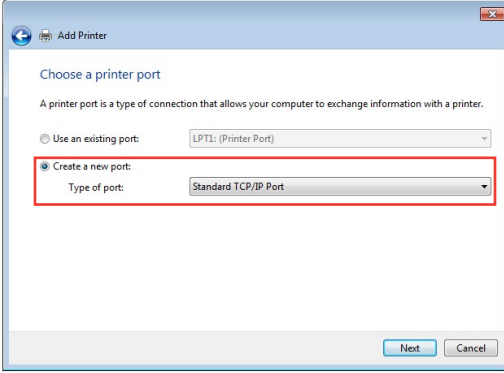 Add Printer
Choose a printer port
A printer port is a type of connection that allows your computer to exchange information with a printer.
Use an existing port: LPT1: (Printer Port)
Create a new port:
Type of port: Standard TCP/IP Port
Next Cancel